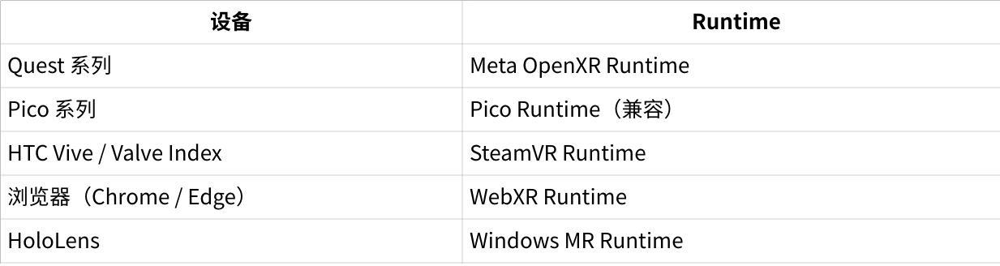 设备 Runtime
Quest 系列 Meta OpenXR Runtime
Pico 系列 Pico Runtime（兼容）
HTC Vive / Valve Index SteamVR Runtime
浏览器（Chrome / Edge） WebXR Runtime
HoloLens Windows MR Runtime